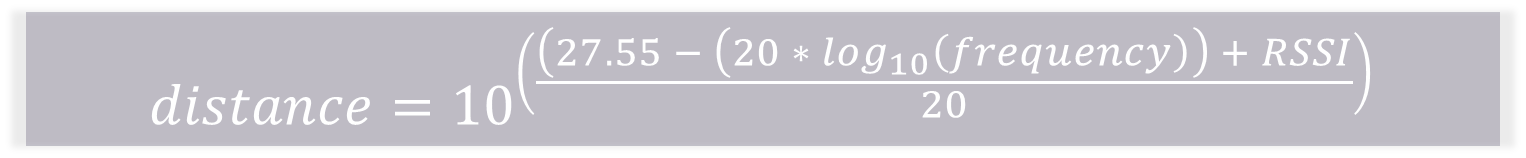 distance = 10^(((27.55 − (20 * log₁₀(frequency)) + RSSI)/20)